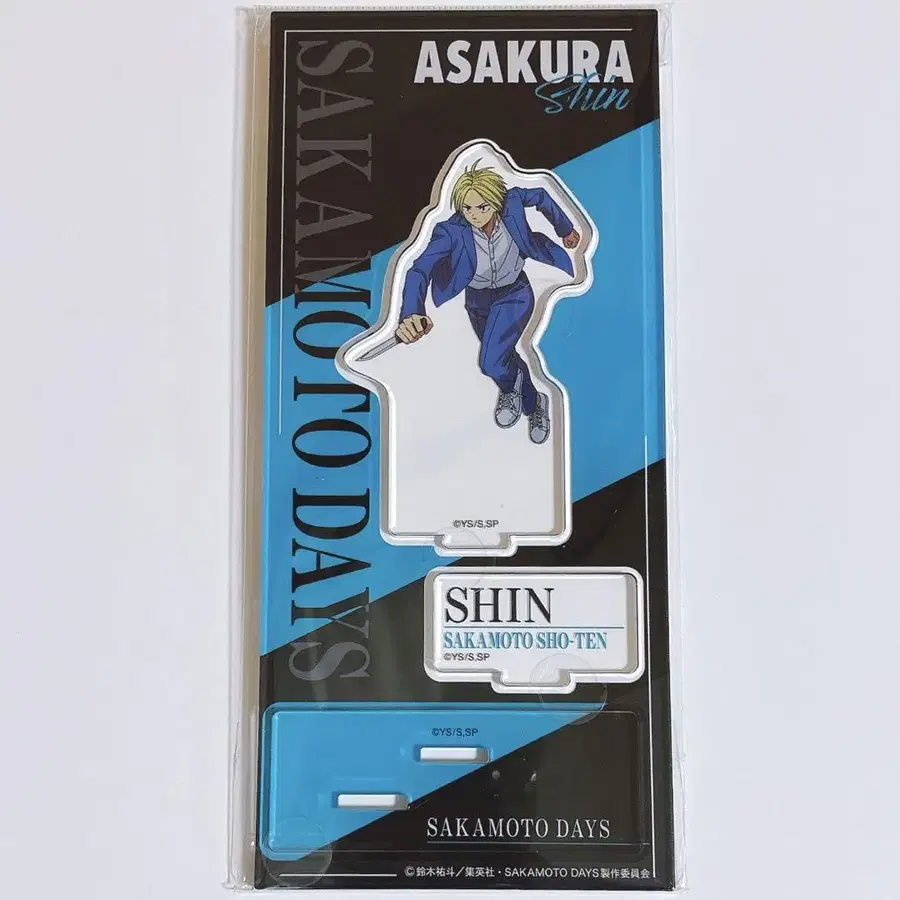 ASAKURA
Shin
SAKAMOTO DAYS
©YS/S,SP
SHIN
SAKAMOTO SHO-TEN
©YS/S,SP
©YS/S,SP
SAKAMOTO DAYS
©鈴木祐斗／集英社・SAKAMOTO DAYS製作委員会